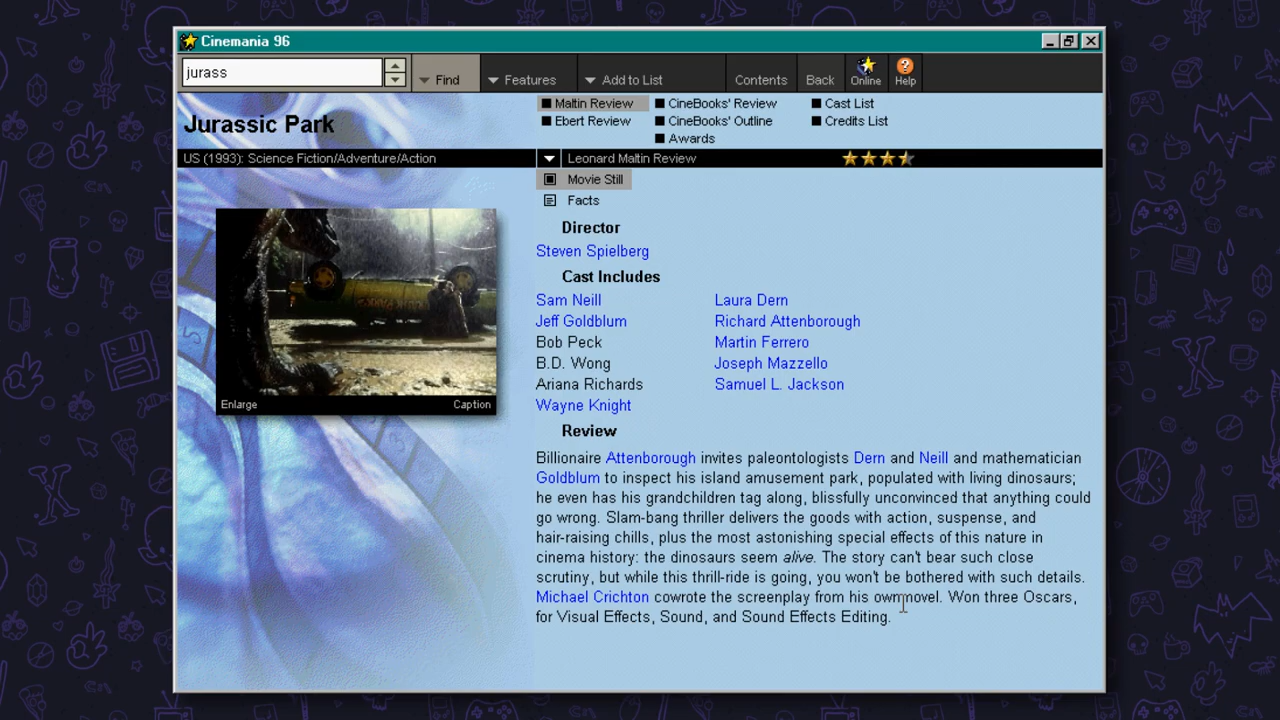 Cinemania 96
jurass
Find
Features
Add to List
Contents
Back
Online
Help
Jurassic Park
Maltin Review
CineBooks' Review
Cast List
Ebert Review
CineBooks' Outline
Credits List
Awards
US (1993): Science Fiction/Adventure/Action
Leonard Maltin Review
Movie Still
Facts
Enlarge
Caption
Director
Steven Spielberg
Cast Includes
Sam Neill
Laura Dern
Jeff Goldblum
Richard Attenborough
Bob Peck
Martin Ferrero
B.D. Wong
Joseph Mazzello
Ariana Richards
Samuel L. Jackson
Wayne Knight
Review
Billionaire Attenborough invites paleontologists Dern and Neill and mathematician
Goldblum to inspect his island amusement park, populated with living dinosaurs;
he even has his grandchildren tag along, blissfully unconvinced that anything could
go wrong. Slam-bang thriller delivers the goods with action, suspense, and
hair-raising chills, plus the most astonishing special effects of this nature in
cinema history: the dinosaurs seem alive. The story can't bear such close
scrutiny, but while this thrill-ride is going, you won't be bothered with such details.
Michael Crichton cowrote the screenplay from his own novel. Won three Oscars,
for Visual Effects, Sound, and Sound Effects Editing.